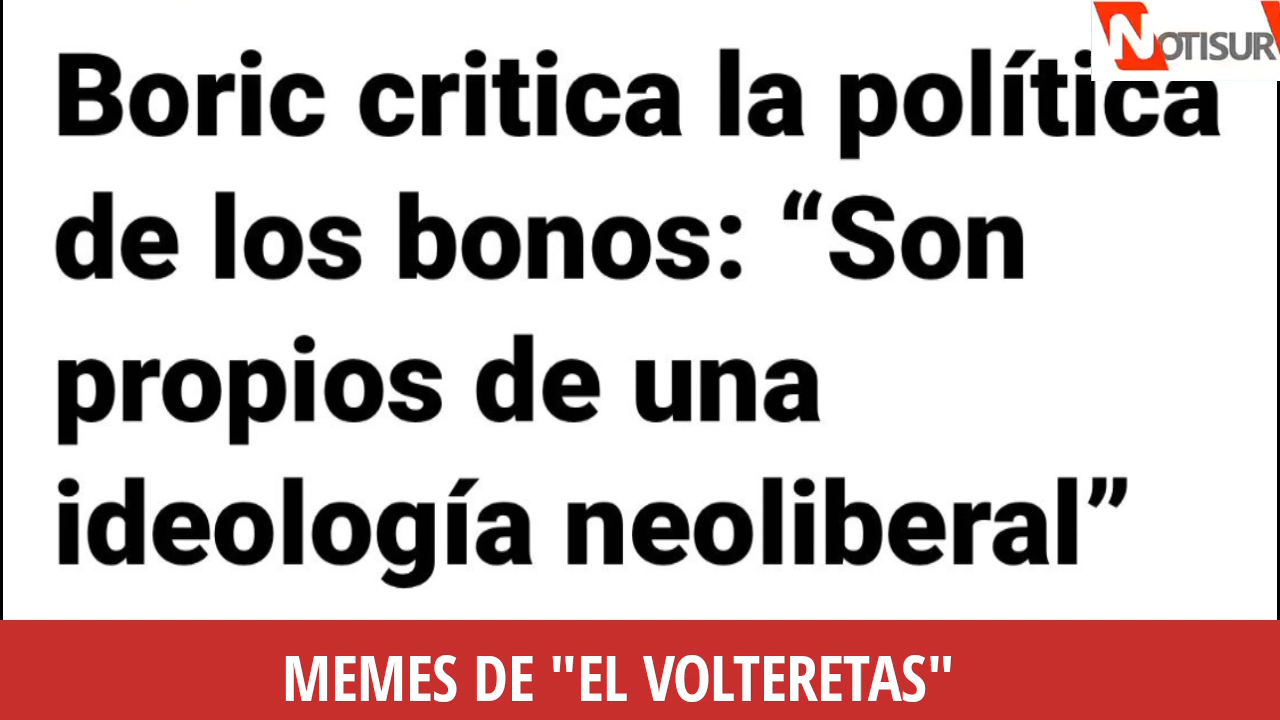 NOTISUR
Boric critica la política
de los bonos: “Son
propios de una
ideología neoliberal”
MEMES DE "EL VOLTERETAS"